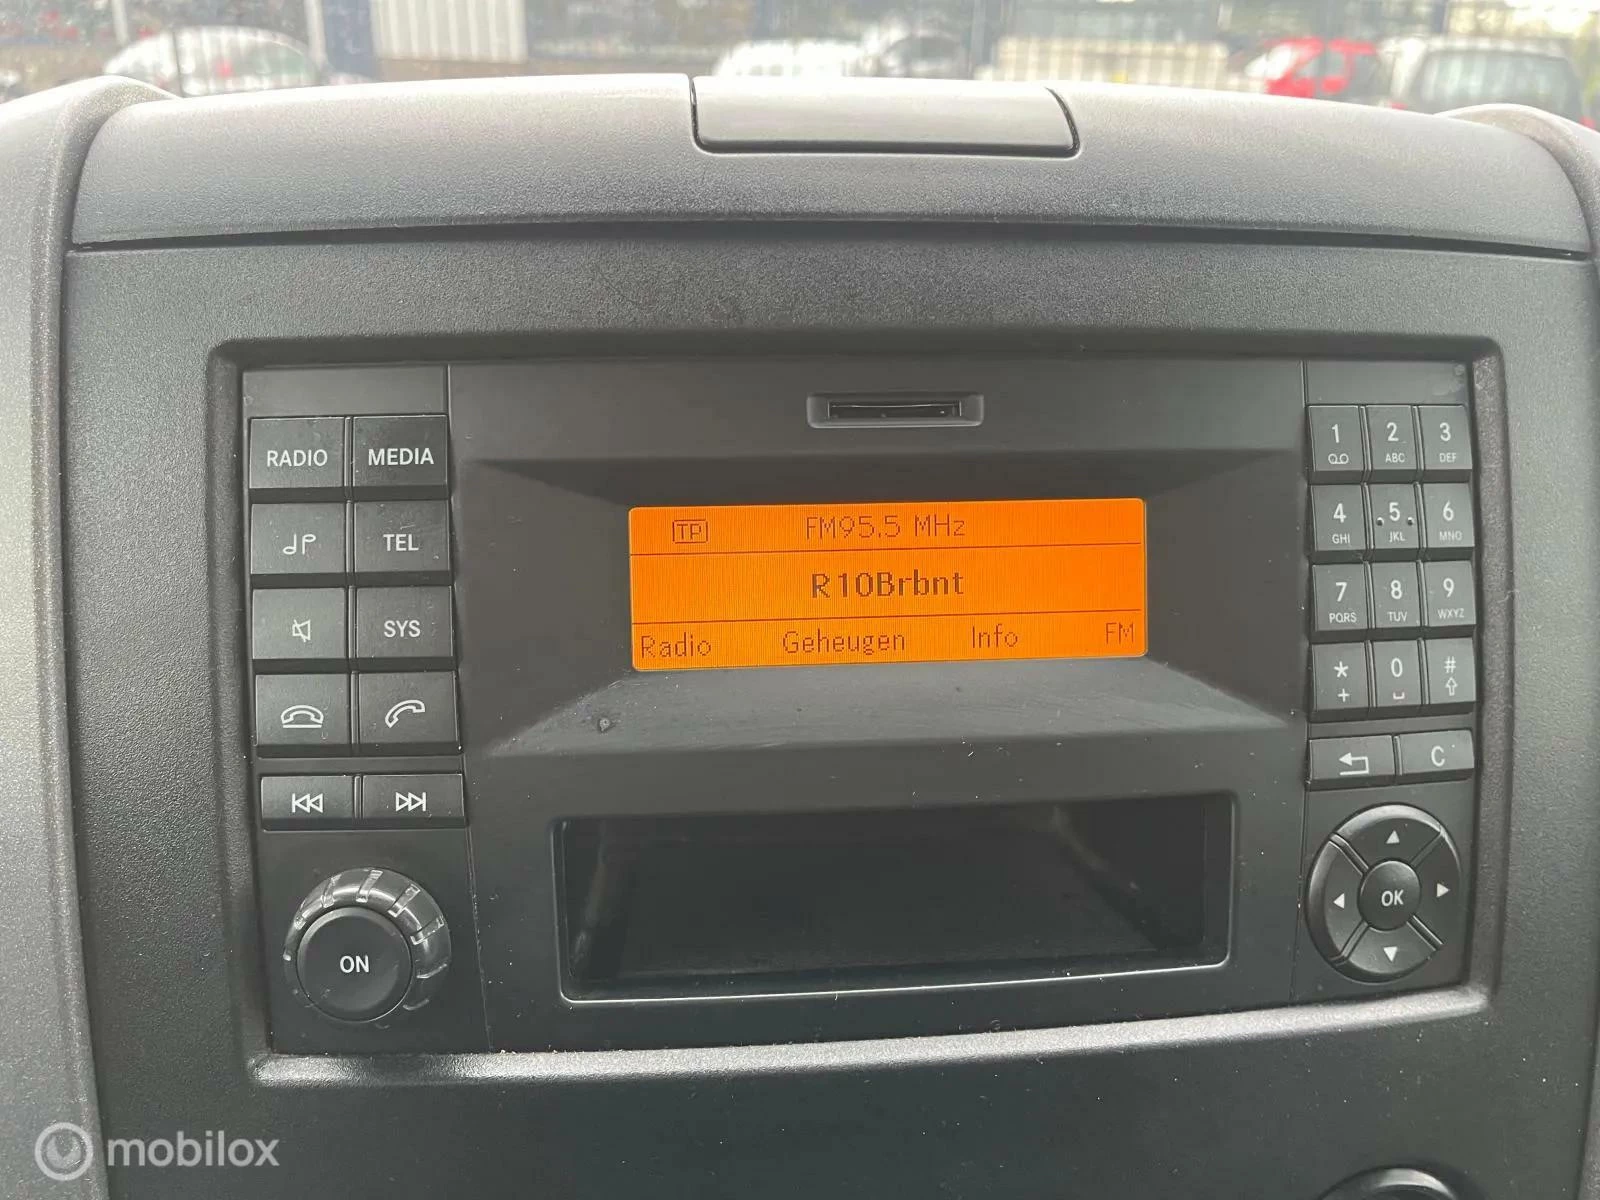 RADIO MEDIA
TEL
SYS
ON
TP FM95.5 MHz
R10Brbnt
Radio Geheugen Info FM
1 2 3
ABC DEF
4 5 6
GHI JKL MNO
7 8 9
PQRS TUV WXYZ
* 0 #
+
C
OK
mobilox